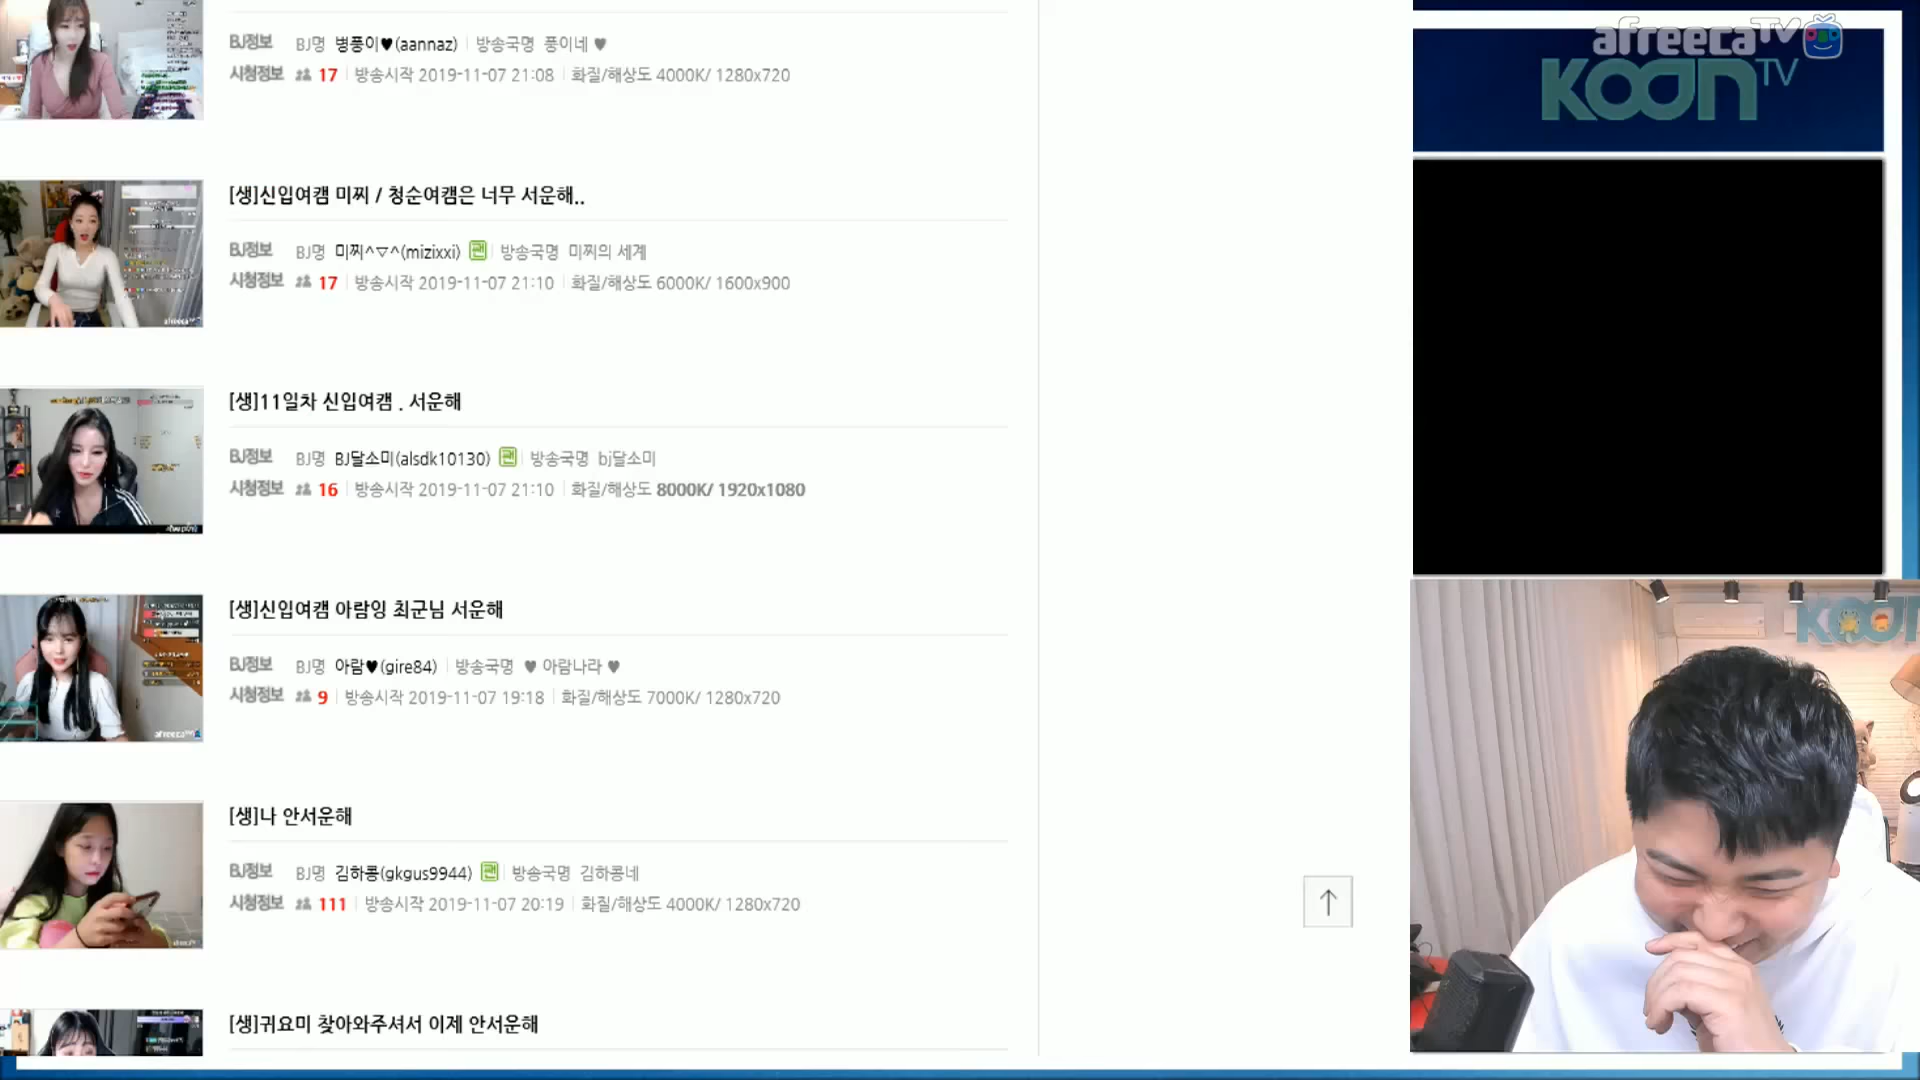 BJ정보 BJ명 병풍이♥(aannaz) 방송국명 풍이네 ♥
시청정보 17 방송시작 2019-11-07 21:08 화질/해상도 4000K/ 1280x720
[생]신입여캠 미찌 / 청순여캠은 너무 서운해..
BJ정보 BJ명 미찌^▽^(mizixxi) 팬 방송국명 미찌의 세계
시청정보 17 방송시작 2019-11-07 21:10 화질/해상도 6000K/ 1600x900
[생]11일차 신입여캠 . 서운해
BJ정보 BJ명 BJ달소미(alsdk10130) 팬 방송국명 bj달소미
시청정보 16 방송시작 2019-11-07 21:10 화질/해상도 8000K/ 1920x1080
[생]신입여캠 아람잉 최군님 서운해
BJ정보 BJ명 아람♥(gire84) 방송국명 ♥ 아람나라 ♥
시청정보 9 방송시작 2019-11-07 19:18 화질/해상도 7000K/ 1280x720
[생]나 안서운해
BJ정보 BJ명 김하콩(gkgus9944) 팬 방송국명 김하콩네
시청정보 111 방송시작 2019-11-07 20:19 화질/해상도 4000K/ 1280x720
[생]귀요미 찾아와주셔서 이제 안서운해
afreecaTV
KOON TV
KOON
afreecaTV
afreecaTV